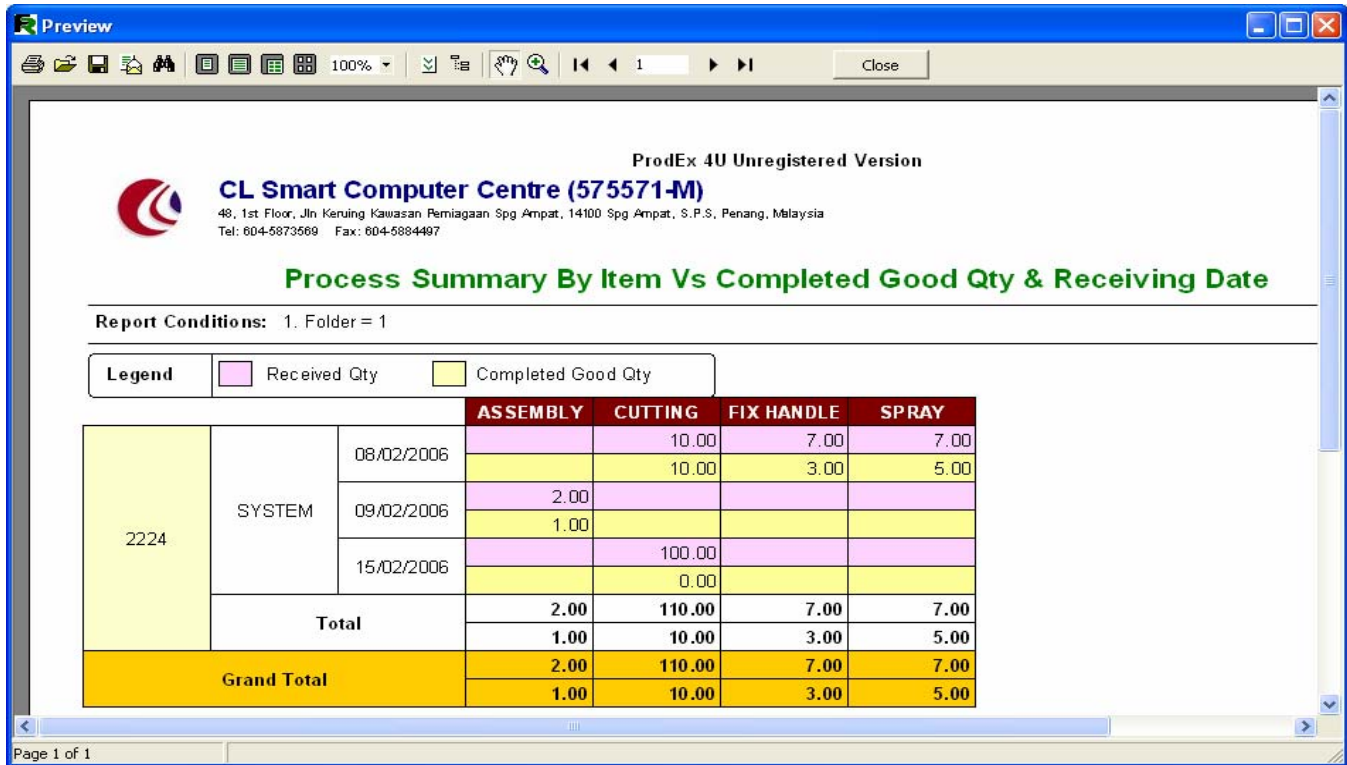 Preview
100%
1
Close
ProdEx 4U Unregistered Version
CL Smart Computer Centre (575571-M)
48, 1st Floor, Jln Keruing Kawasan Perniagaan Spg Ampat, 14100 Spg Ampat, S.P.S, Penang, Malaysia
Tel: 604-5873569 Fax: 604-5884497
Process Summary By Item Vs Completed Good Qty & Receiving Date
Report Conditions: 1. Folder = 1
Legend Received Qty Completed Good Qty
ASSEMBLY CUTTING FIX HANDLE SPRAY
2224 SYSTEM 08/02/2006 10.00 7.00 7.00
10.00 3.00 5.00
09/02/2006 2.00
1.00
15/02/2006 100.00
0.00
Total 2.00 110.00 7.00 7.00
1.00 10.00 3.00 5.00
Grand Total 2.00 110.00 7.00 7.00
1.00 10.00 3.00 5.00
Page 1 of 1